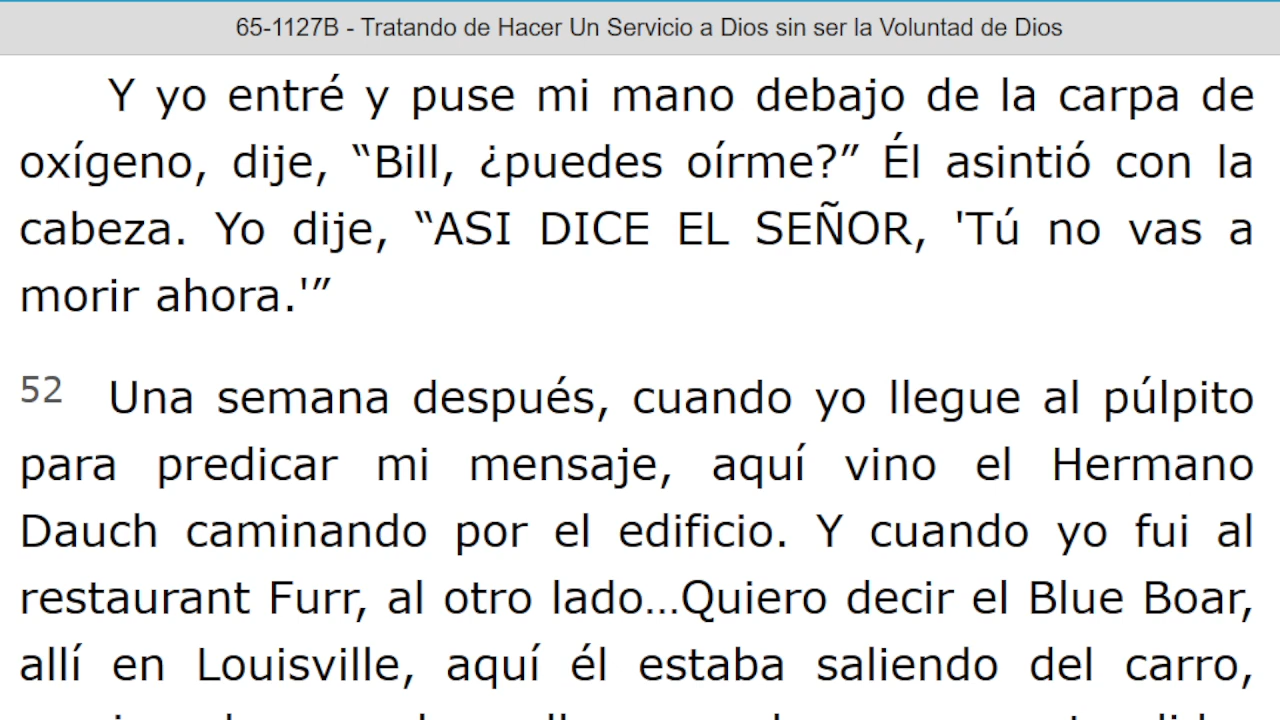 65-1127B - Tratando de Hacer Un Servicio a Dios sin ser la Voluntad de Dios
Y yo entré y puse mi mano debajo de la carpa de
oxígeno, dije, “Bill, ¿puedes oírme?” Él asintió con la
cabeza. Yo dije, “ASI DICE EL SEÑOR, 'Tú no vas a
morir ahora.'”
52 Una semana después, cuando yo llegue al púlpito
para predicar mi mensaje, aquí vino el Hermano
Dauch caminando por el edificio. Y cuando yo fui al
restaurant Furr, al otro lado...Quiero decir el Blue Boar,
allí en Louisville, aquí él estaba saliendo del carro,